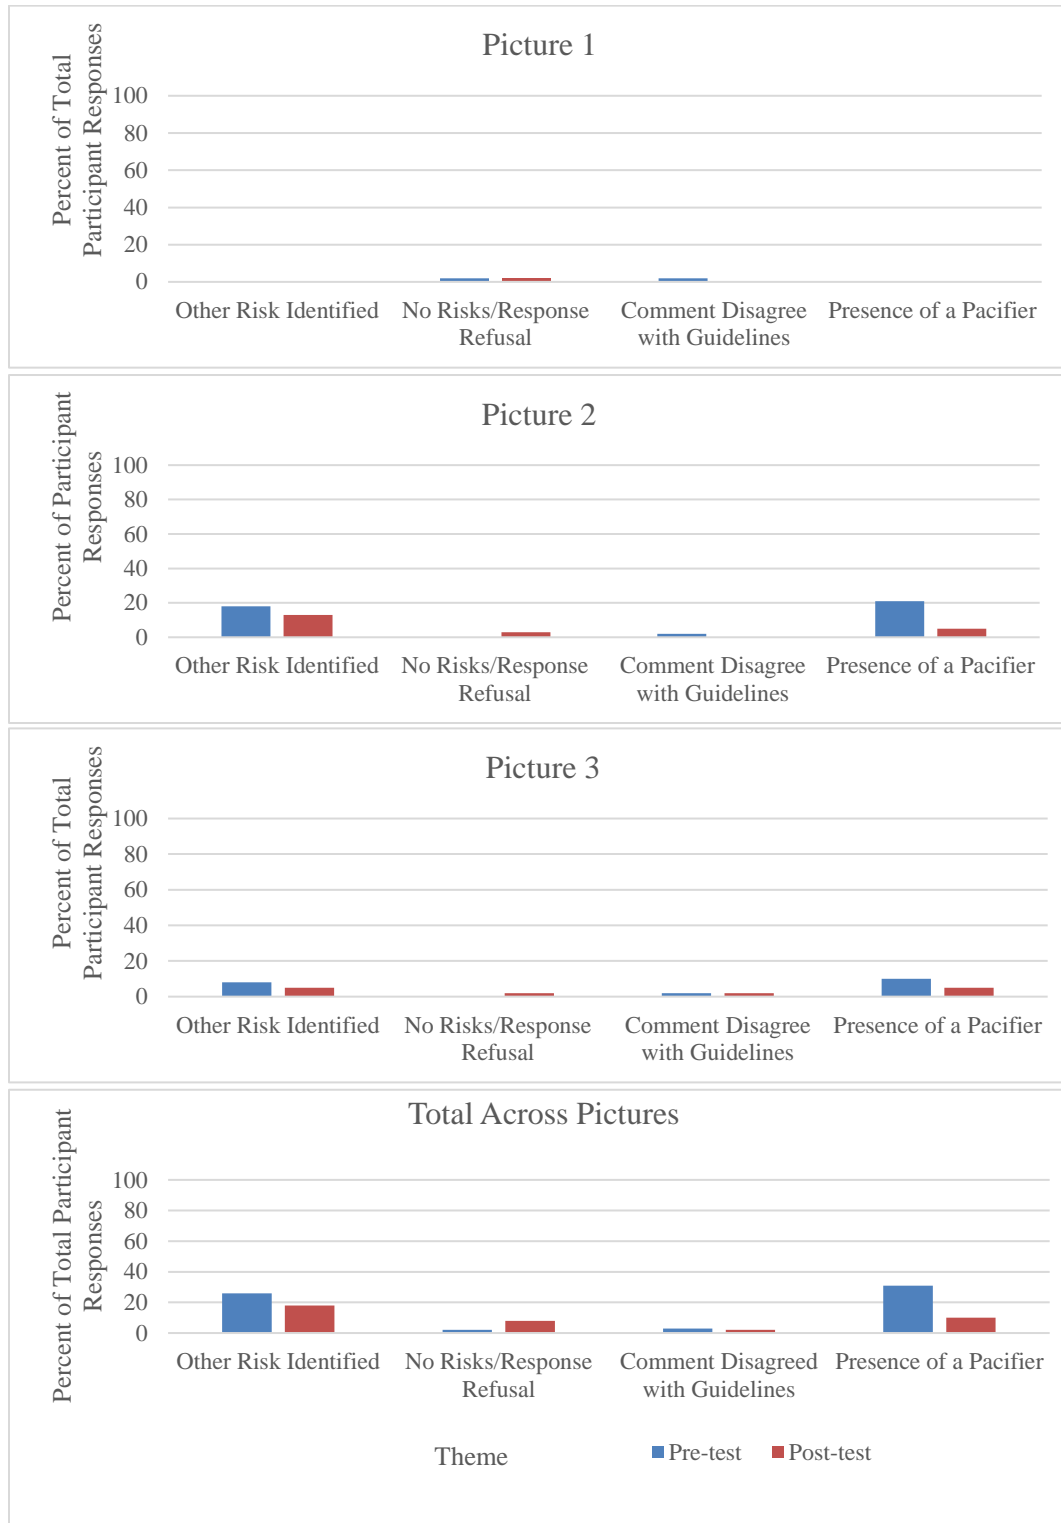 Picture 1
Percent of Total
Participant Responses
100
80
60
40
20
0
Other Risk Identified
No Risks/Response
Refusal
Comment Disagree
with Guidelines
Presence of a Pacifier
Picture 2
Percent of Participant
Responses
100
80
60
40
20
0
Other Risk Identified
No Risks/Response
Refusal
Comment Disagree
with Guidelines
Presence of a Pacifier
Picture 3
Percent of Total
Participant Responses
100
80
60
40
20
0
Other Risk Identified
No Risks/Response
Refusal
Comment Disagree
with Guidelines
Presence of a Pacifier
Total Across Pictures
Percent of Total Participant
Responses
100
80
60
40
20
0
Other Risk Identified
No Risks/Response
Refusal
Comment Disagreed
with Guidelines
Presence of a Pacifier
Theme
Pre-test
Post-test